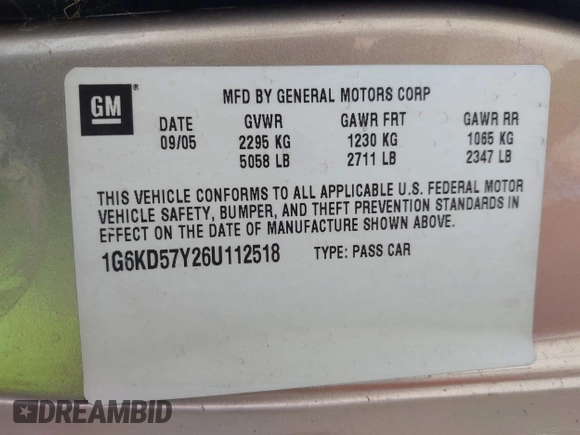 GM ®
MFD BY GENERAL MOTORS CORP
DATE GVWR GAWR FRT GAWR RR
09/05 2295 KG 1230 KG 1065 KG
5058 LB 2711 LB 2347 LB
THIS VEHICLE CONFORMS TO ALL APPLICABLE U.S. FEDERAL MOTOR
VEHICLE SAFETY, BUMPER, AND THEFT PREVENTION STANDARDS IN
EFFECT ON THE DATE OF MANUFACTURE SHOWN ABOVE.
1G6KD57Y26U112518 TYPE: PASS CAR
DREAMBID